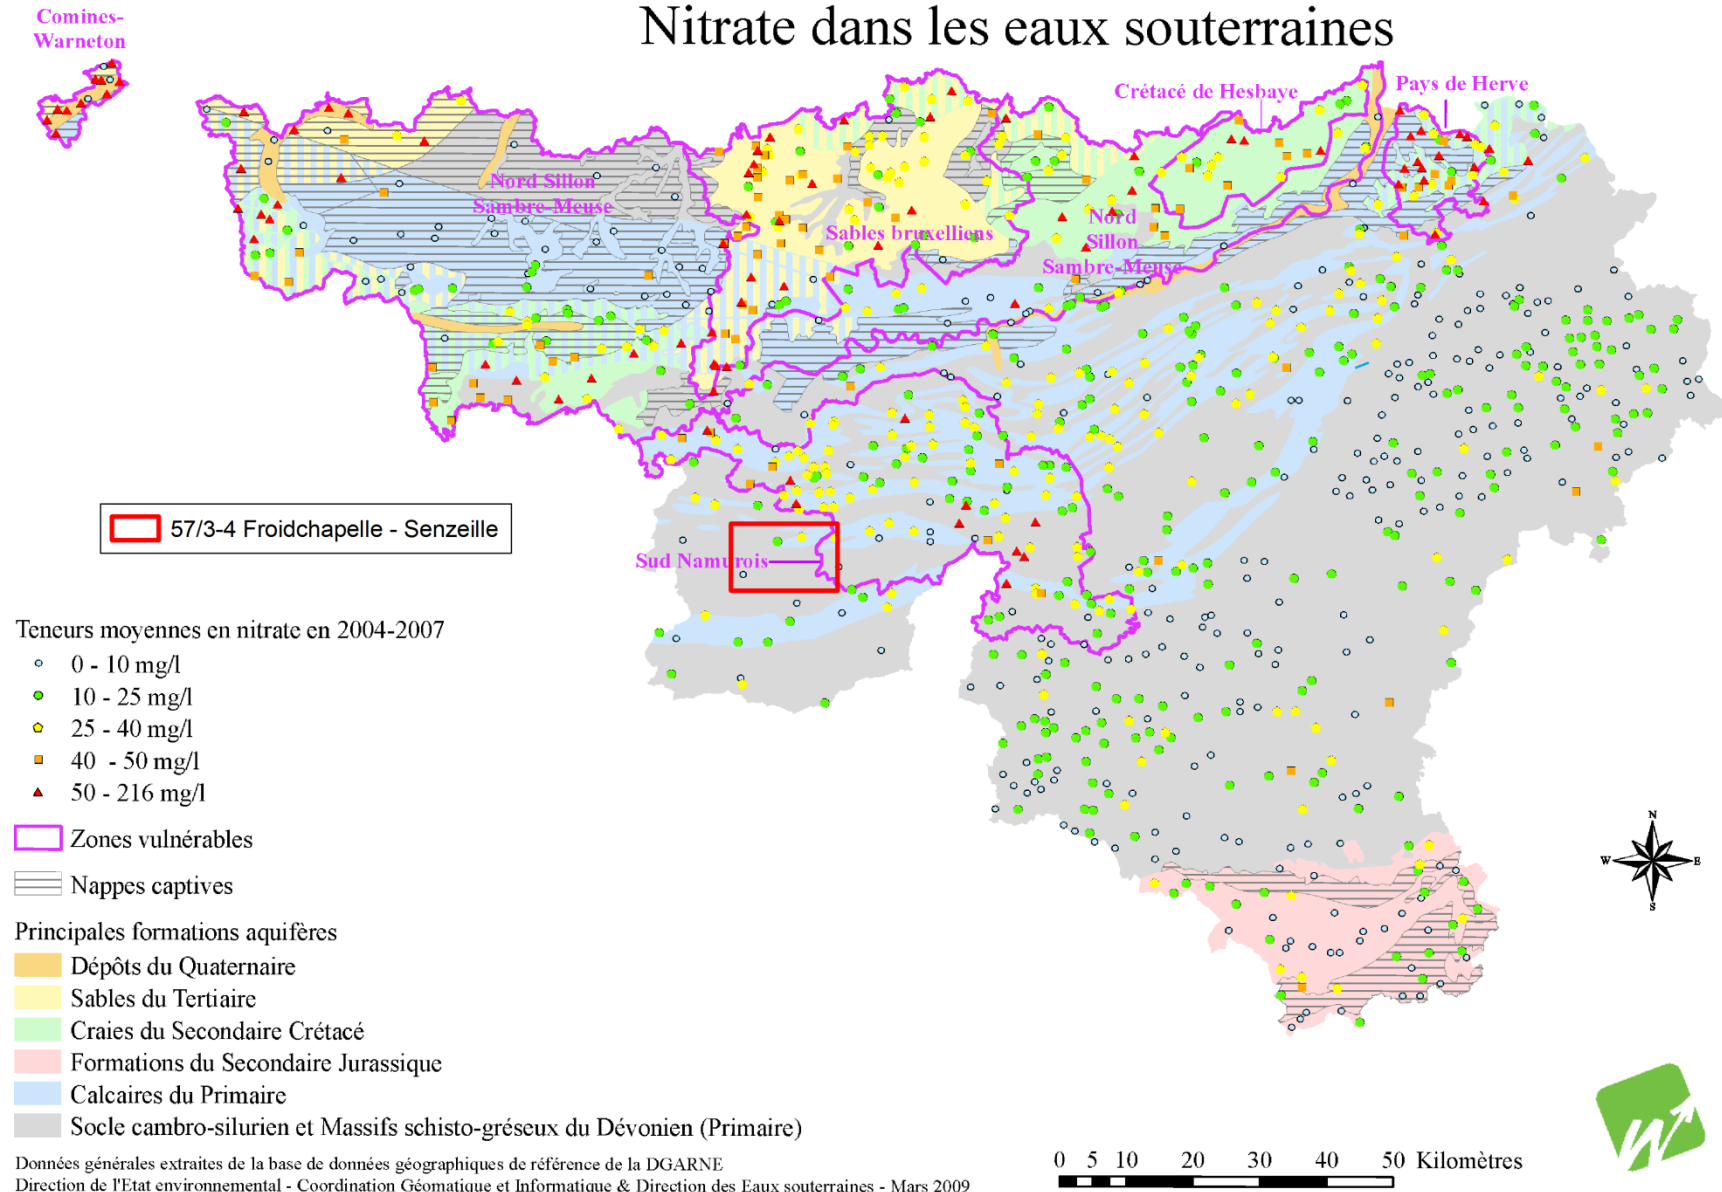 Nitrate dans les eaux souterraines
Comines-
Warneton
Crétacé de Hesbaye
Pays de Herve
Nord Sillon
Sambre-Meuse
Sables bruxelliens
Nord
Sillon
Sambre-Meuse
57/3-4 Froidchapelle - Senzeille
Sud Namurois
Teneurs moyennes en nitrate en 2004-2007
0 - 10 mg/l
10 - 25 mg/l
25 - 40 mg/l
40 - 50 mg/l
50 - 216 mg/l
Zones vulnérables
Nappes captives
Principales formations aquifères
Dépôts du Quaternaire
Sables du Tertiaire
Craies du Secondaire Crétacé
Formations du Secondaire Jurassique
Calcaires du Primaire
Socle cambro-silurien et Massifs schisto-gréseux du Dévonien (Primaire)
N
W E
S
0 5 10 20 30 40 50 Kilomètres
Données générales extraites de la base de données géographiques de référence de la DGARNE
Direction de l'Etat environnemental - Coordination Géomatique et Informatique & Direction des Eaux souterraines - Mars 2009
W